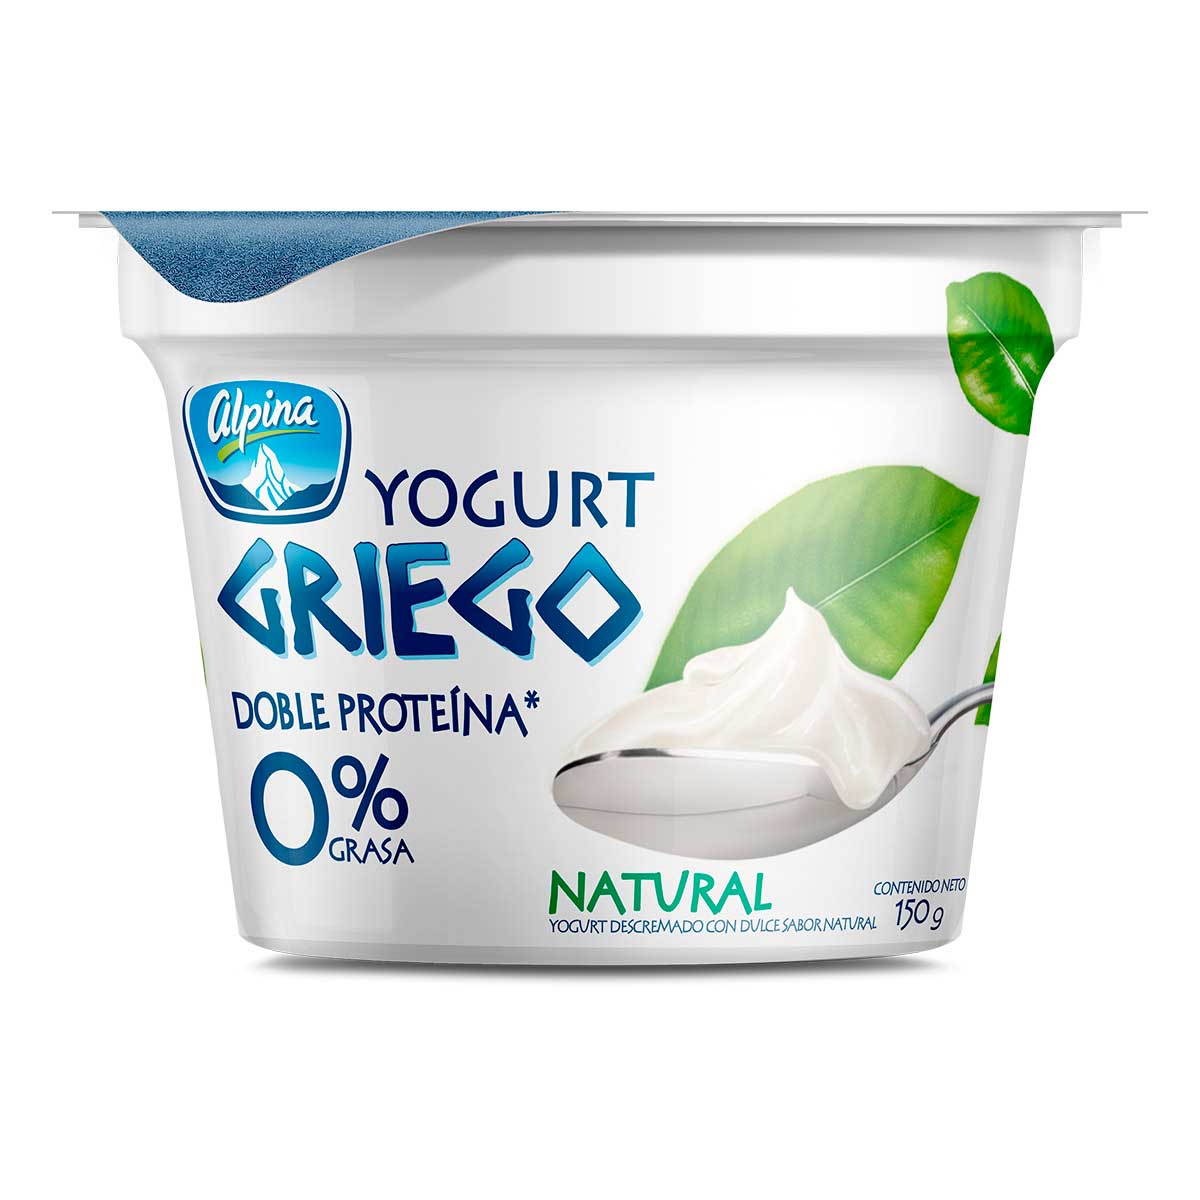 alpina
YOGURT
GRIEGO
DOBLE PROTEÍNA*
0%
GRASA
NATURAL
YOGURT DESCREMADO CON DULCE SABOR NATURAL
CONTENIDO NETO
150 g